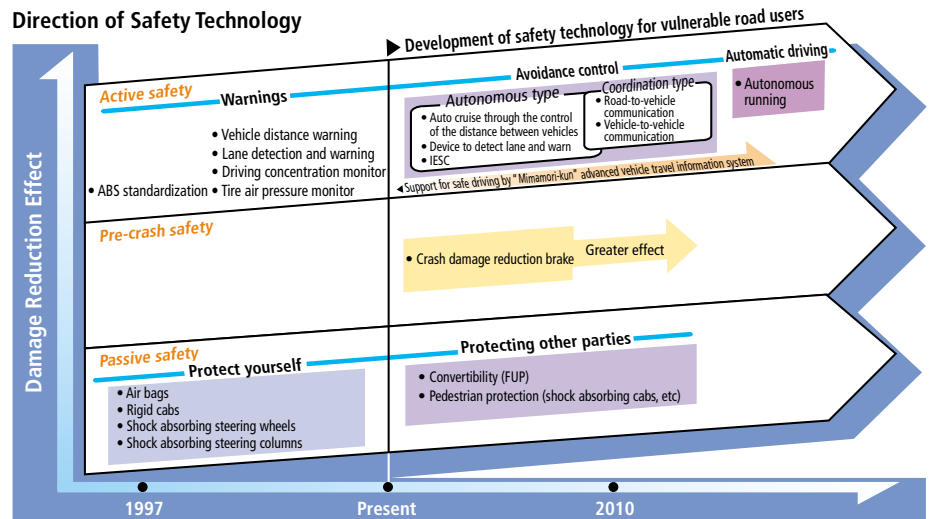 Direction of Safety Technology
Damage Reduction Effect
▶ Development of safety technology for vulnerable road users
Active safety
Warnings
Avoidance control
Automatic driving
• ABS standardization
• Vehicle distance warning
• Lane detection and warning
• Driving concentration monitor
• Tire air pressure monitor
Autonomous type
• Auto cruise through the control
of the distance between vehicles
• Device to detect lane and warn
• IESC
Coordination type
• Road-to-vehicle
communication
• Vehicle-to-vehicle
communication
• Autonomous
running
Support for safe driving by "Mimamori-kun" advanced vehicle travel information system
Pre-crash safety
• Crash damage reduction brake
Greater effect
Passive safety
Protect yourself
Protecting other parties
• Air bags
• Rigid cabs
• Shock absorbing steering wheels
• Shock absorbing steering columns
• Convertibility (FUP)
• Pedestrian protection (shock absorbing cabs, etc)
1997
Present
2010